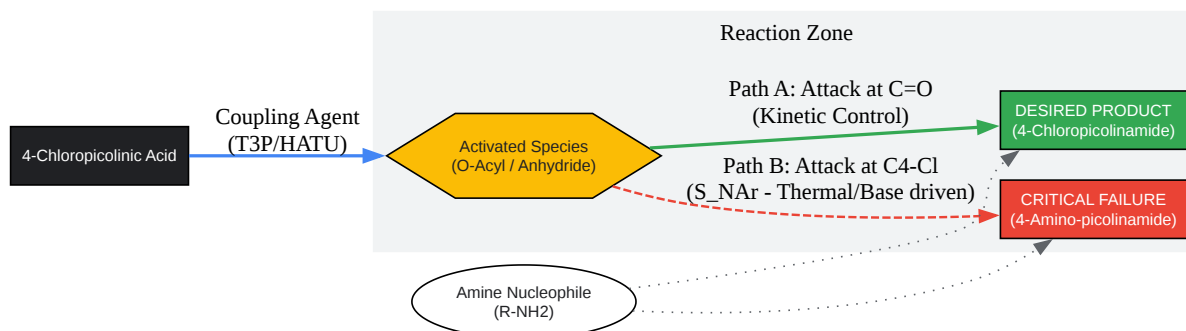 Reaction Zone
Coupling Agent
(T3P/HATU)
4-Chloropicolinic Acid
Activated Species
(O-Acyl / Anhydride)
Path A: Attack at C=O
(Kinetic Control)
DESIRED PRODUCT
(4-Chloropicolinamide)
Path B: Attack at C4-Cl
(S_NAr - Thermal/Base driven)
CRITICAL FAILURE
(4-Amino-picolinamide)
Amine Nucleophile
(R-NH2)